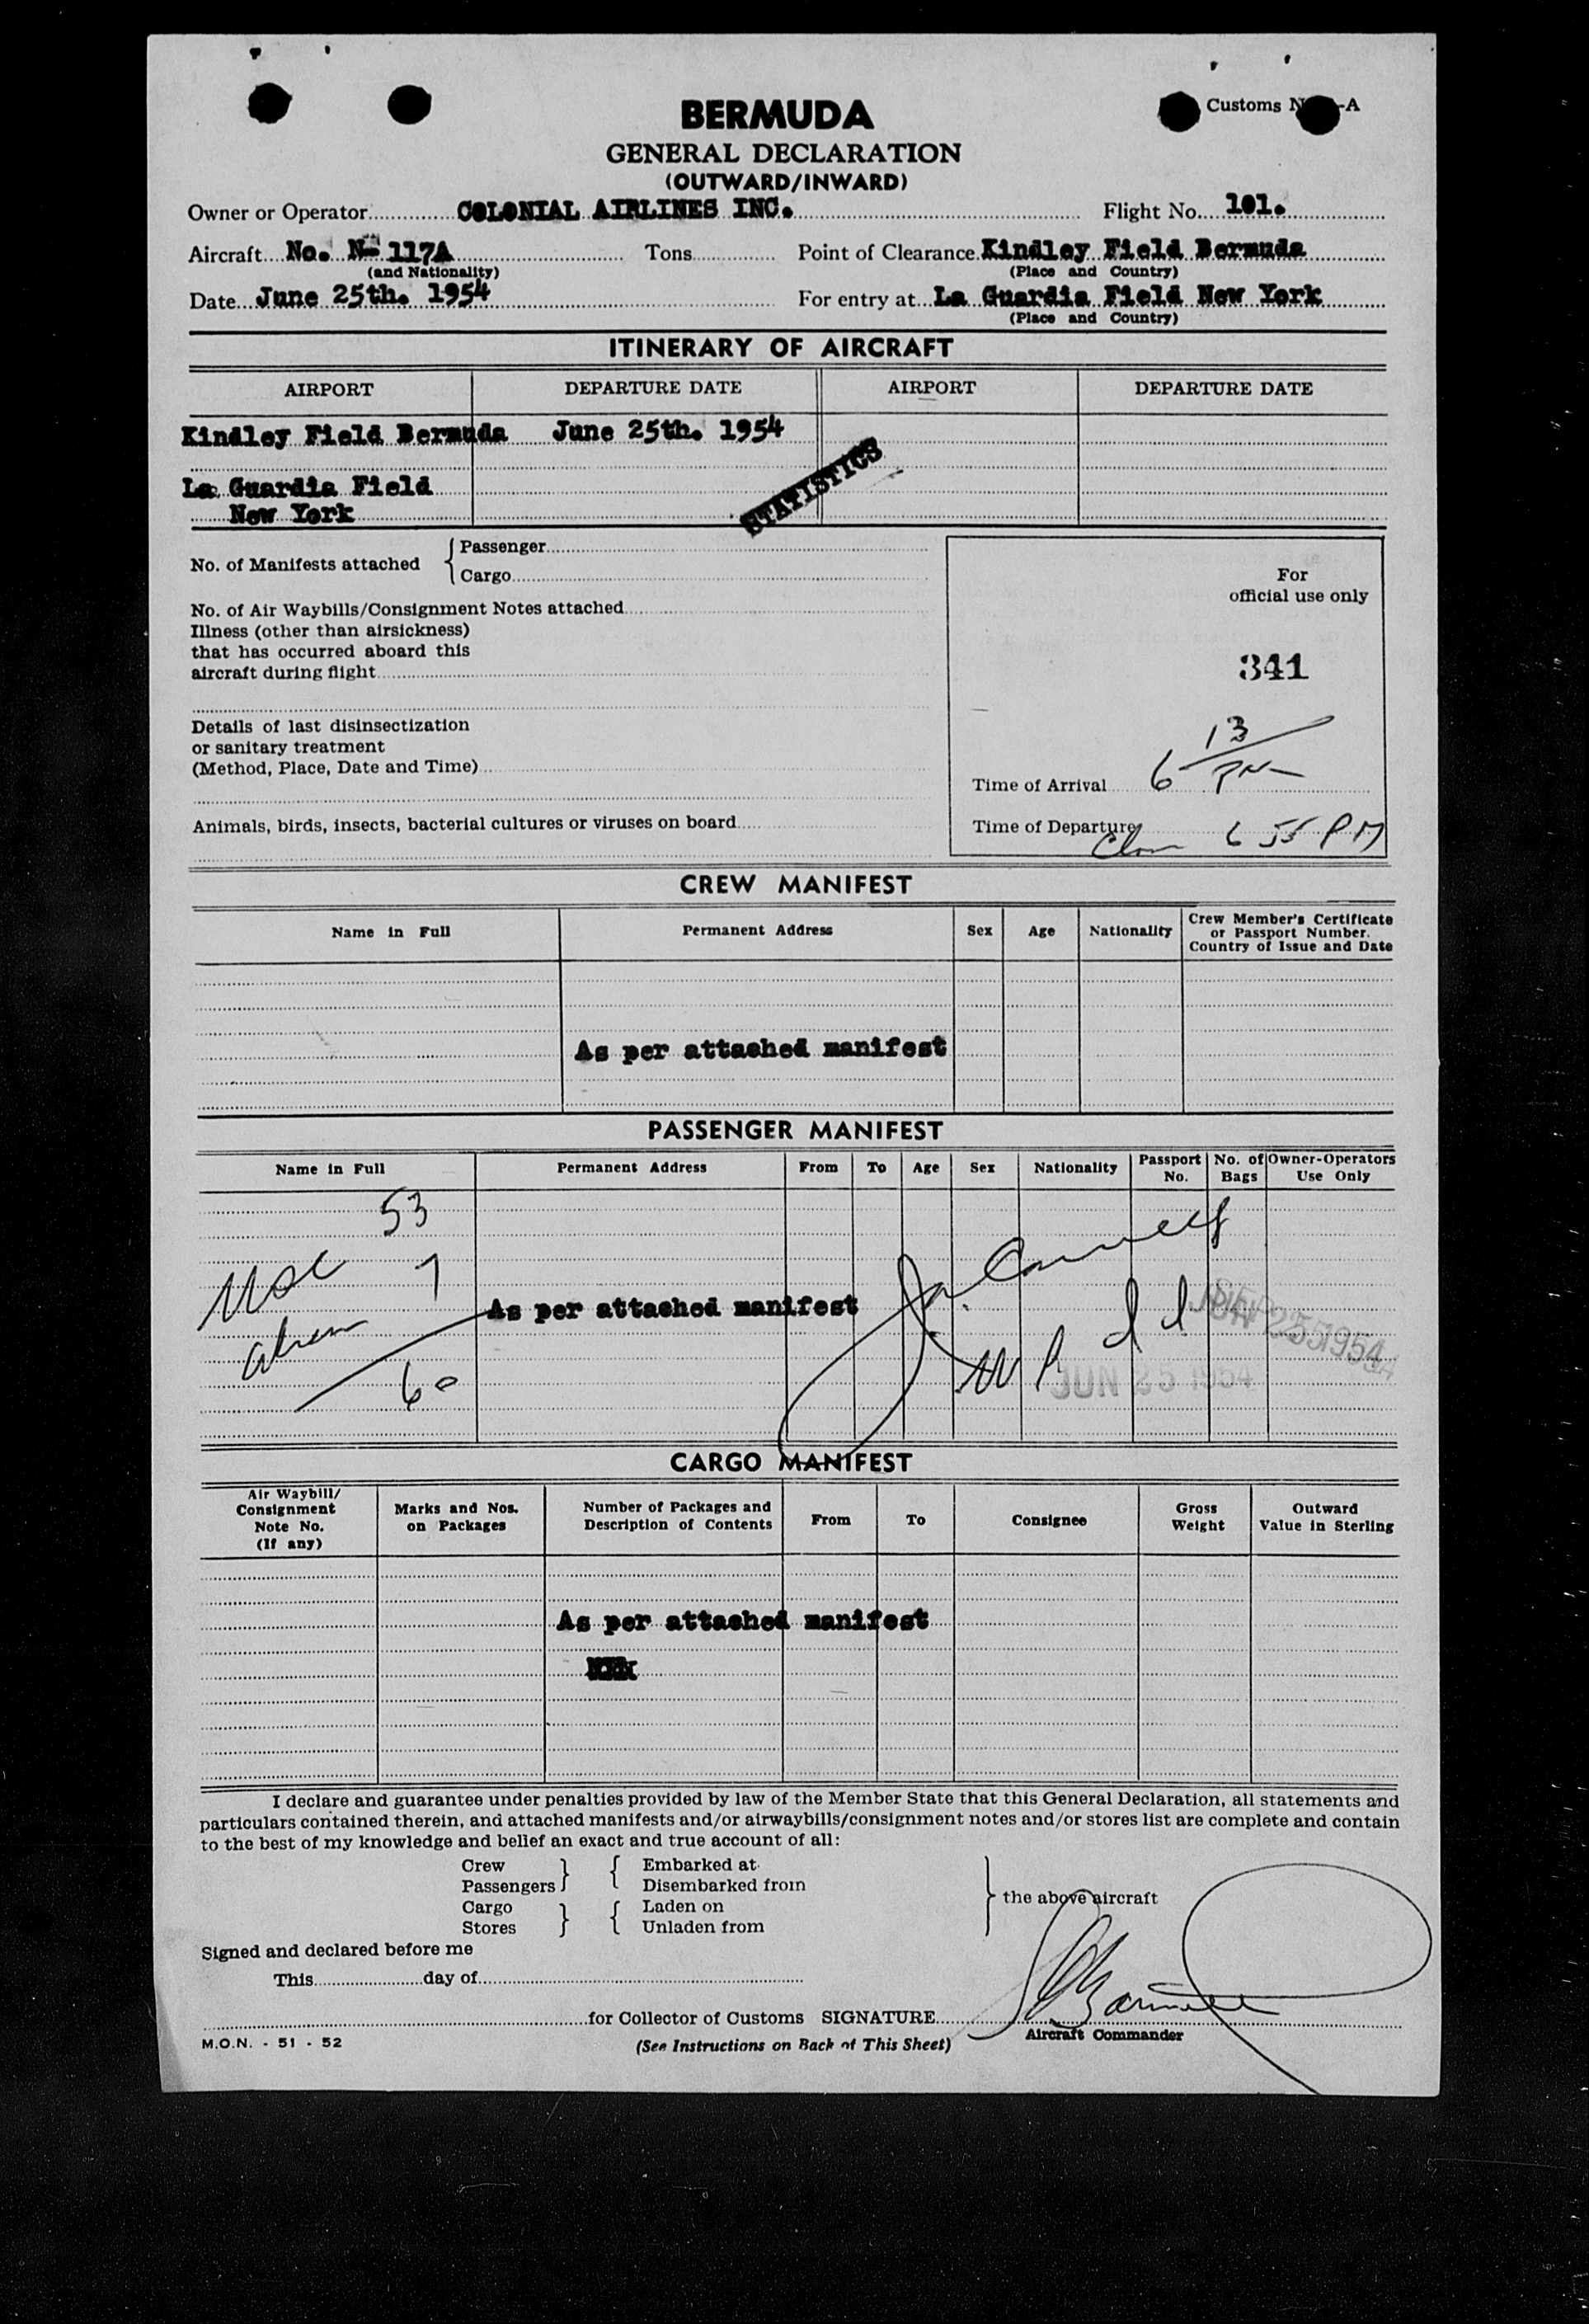 Customs N -A
BERMUDA
GENERAL DECLARATION
(OUTWARD/INWARD)
Owner or Operator COLONIAL AIRLINES INC. Flight No. 101.
Aircraft No. N- 117A Tons Point of Clearance Kindley Field Bermuda
(and Nationality) (Place and Country)
Date June 25th. 1954 For entry at La Guardia Field New York
(Place and Country)
ITINERARY OF AIRCRAFT
AIRPORT DEPARTURE DATE AIRPORT DEPARTURE DATE
Kindley Field Bermuda June 25th. 1954
La Guardia Field
New York
STATISTICS
No. of Manifests attached { Passenger
Cargo
No. of Air Waybills/Consignment Notes attached
Illness (other than airsickness)
that has occurred aboard this
aircraft during flight
Details of last disinsectization
or sanitary treatment
(Method, Place, Date and Time)
Animals, birds, insects, bacterial cultures or viruses on board
For
official use only
341
Time of Arrival 6 13 PM
Time of Departure 6 55 PM
CREW MANIFEST
Name in Full Permanent Address Sex Age Nationality Crew Member's Certificate
or Passport Number.
Country of Issue and Date
As per attached manifest
PASSENGER MANIFEST
Name in Full Permanent Address From To Age Sex Nationality Passport No. No. of Bags Owner-Operators Use Only
53
USC 7
As per attached manifest
alien
60
JUN 25 1954
JUN 25 1954
CARGO MANIFEST
Air Waybill/
Consignment
Note No.
(If any)
Marks and Nos.
on Packages
Number of Packages and
Description of Contents
From To Consignee Gross
Weight
Outward
Value in Sterling
As per attached manifest
I declare and guarantee under penalties provided by law of the Member State that this General Declaration, all statements and
particulars contained therein, and attached manifests and/or airwaybills/consignment notes and/or stores list are complete and contain
to the best of my knowledge and belief an exact and true account of all:
Crew } { Embarked at
Passengers Disembarked from
} the above aircraft
Cargo } { Laden on
Stores Unladen from
Signed and declared before me
This day of
for Collector of Customs SIGNATURE
Aircraft Commander
M.O.N. - 51 - 52 (See Instructions on Back of This Sheet)